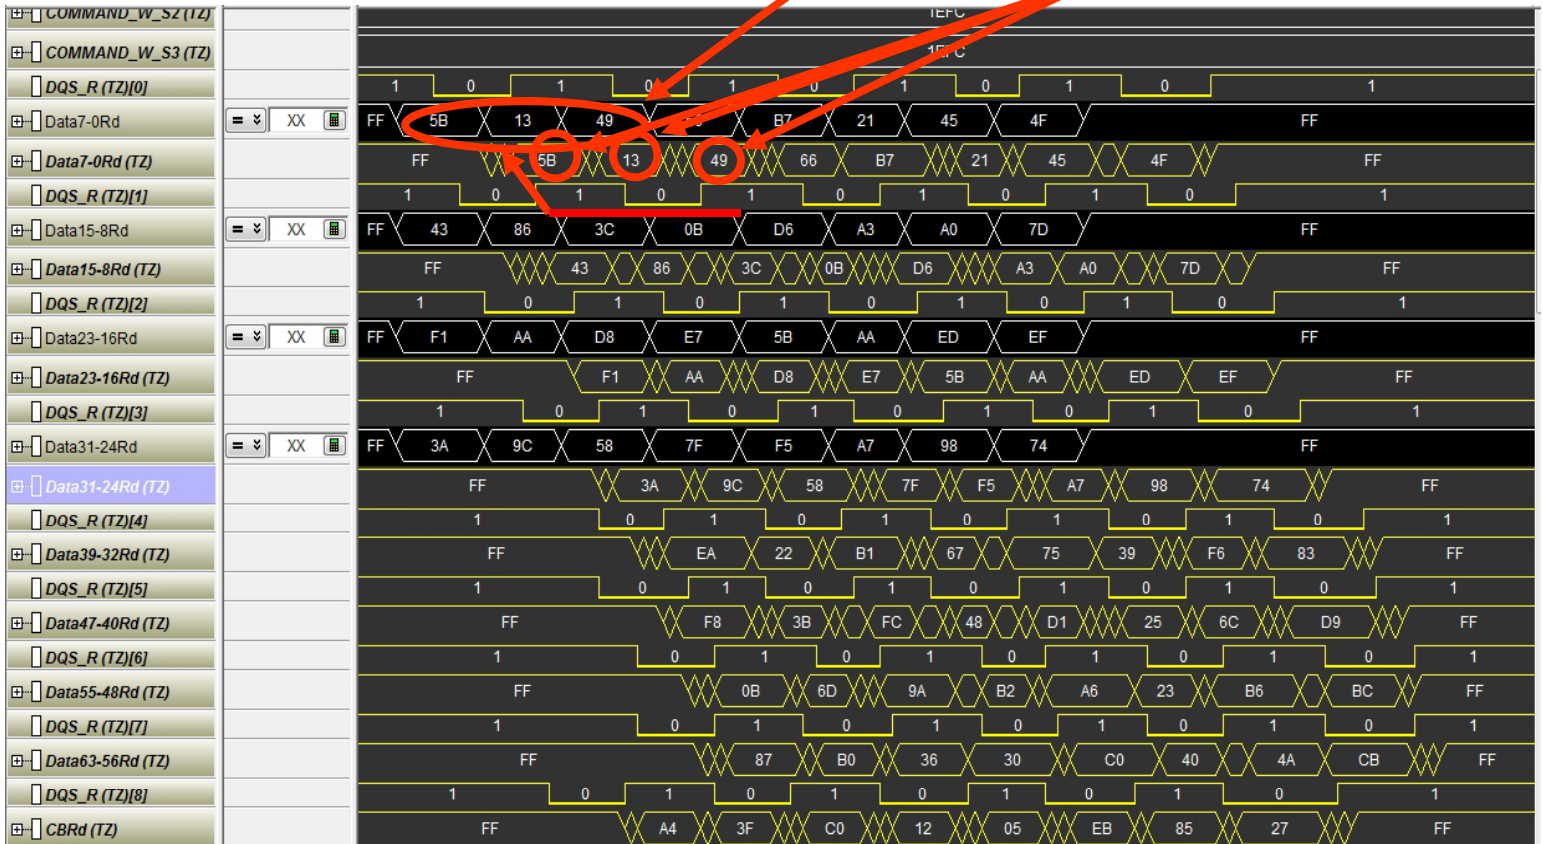 COMMAND_W_S2 (TZ) 1EFC
COMMAND_W_S3 (TZ) 1EFC
DQS_R (TZ)[0] 1 0 1 0 1 0 1 0 1 0 1
Data7-0Rd = XX FF 5B 13 49 B7 21 45 4F FF
Data7-0Rd (TZ) FF 5B 13 49 66 B7 21 45 4F FF
DQS_R (TZ)[1] 1 0 1 0 1 0 1 0 1 0 1
Data15-8Rd = XX FF 43 86 3C 0B D6 A3 A0 7D FF
Data15-8Rd (TZ) FF 43 86 3C 0B D6 A3 A0 7D FF
DQS_R (TZ)[2] 1 0 1 0 1 0 1 0 1 0 1
Data23-16Rd = XX FF F1 AA D8 E7 5B AA ED EF FF
Data23-16Rd (TZ) FF F1 AA D8 E7 5B AA ED EF FF
DQS_R (TZ)[3] 1 0 1 0 1 0 1 0 1 0 1
Data31-24Rd = XX FF 3A 9C 58 7F F5 A7 98 74 FF
Data31-24Rd (TZ) FF 3A 9C 58 7F F5 A7 98 74 FF
DQS_R (TZ)[4] 1 0 1 0 1 0 1 0 1 0 1
Data39-32Rd (TZ) FF EA 22 B1 67 75 39 F6 83 FF
DQS_R (TZ)[5] 1 0 1 0 1 0 1 0 1 0 1
Data47-40Rd (TZ) FF F8 3B FC 48 D1 25 6C D9 FF
DQS_R (TZ)[6] 1 0 1 0 1 0 1 0 1 0 1
Data55-48Rd (TZ) FF 0B 6D 9A B2 A6 23 B6 BC FF
DQS_R (TZ)[7] 1 0 1 0 1 0 1 0 1 0 1
Data63-56Rd (TZ) FF 87 B0 36 30 C0 40 4A CB FF
DQS_R (TZ)[8] 1 0 1 0 1 0 1 0 1 0 1
CBRd (TZ) FF A4 3F C0 12 05 EB 85 27 FF